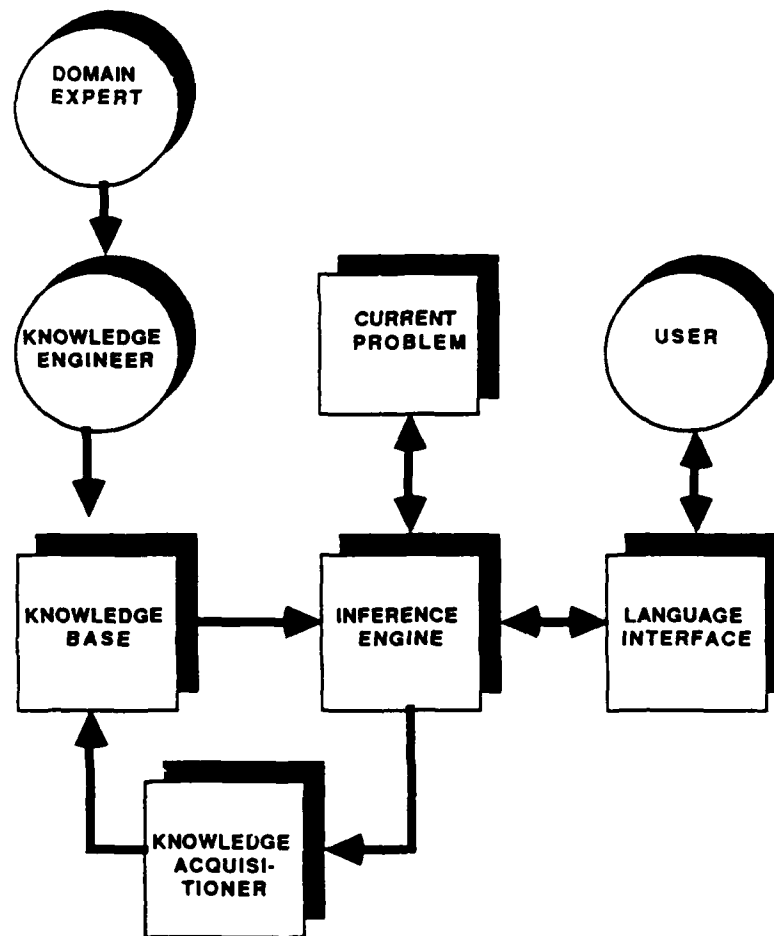 DOMAIN
EXPERT
KNOWLEDGE
ENGINEER
CURRENT
PROBLEM
USER
KNOWLEDGE
BASE
INFERENCE
ENGINE
LANGUAGE
INTERFACE
KNOWLEDGE
ACQUISI-
TIONER